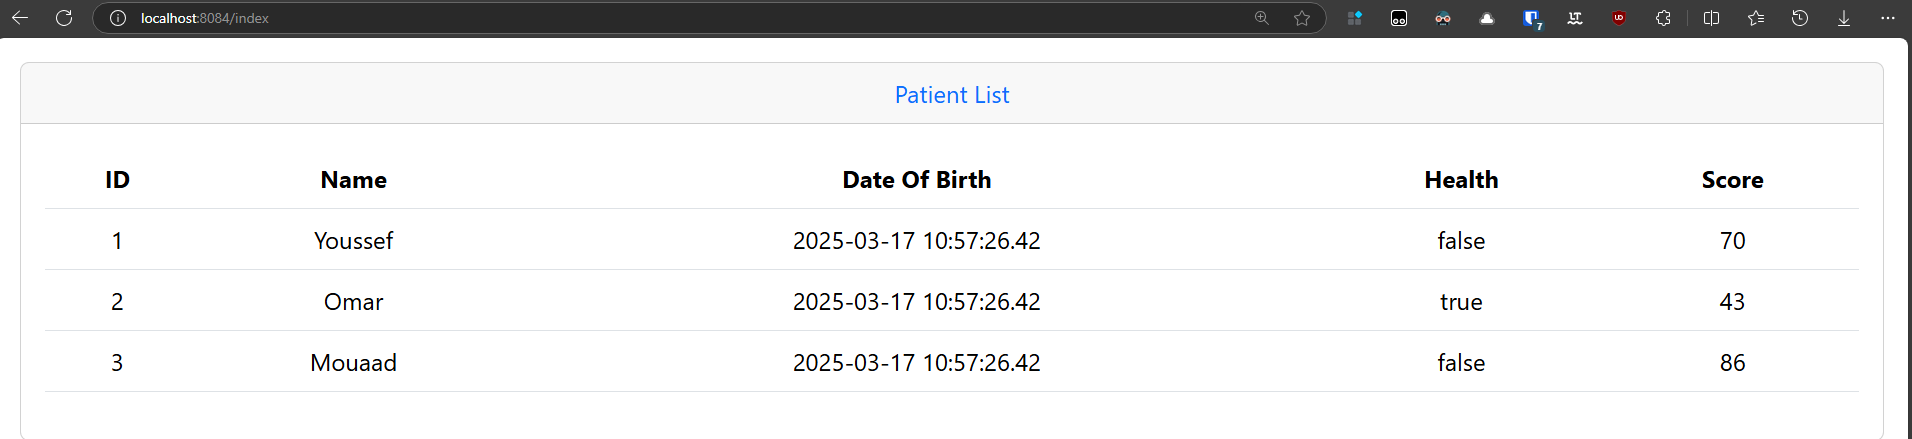 localhost:8084/index
7
Patient List
ID Name Date Of Birth Health Score
1 Youssef 2025-03-17 10:57:26.42 false 70
2 Omar 2025-03-17 10:57:26.42 true 43
3 Mouaad 2025-03-17 10:57:26.42 false 86